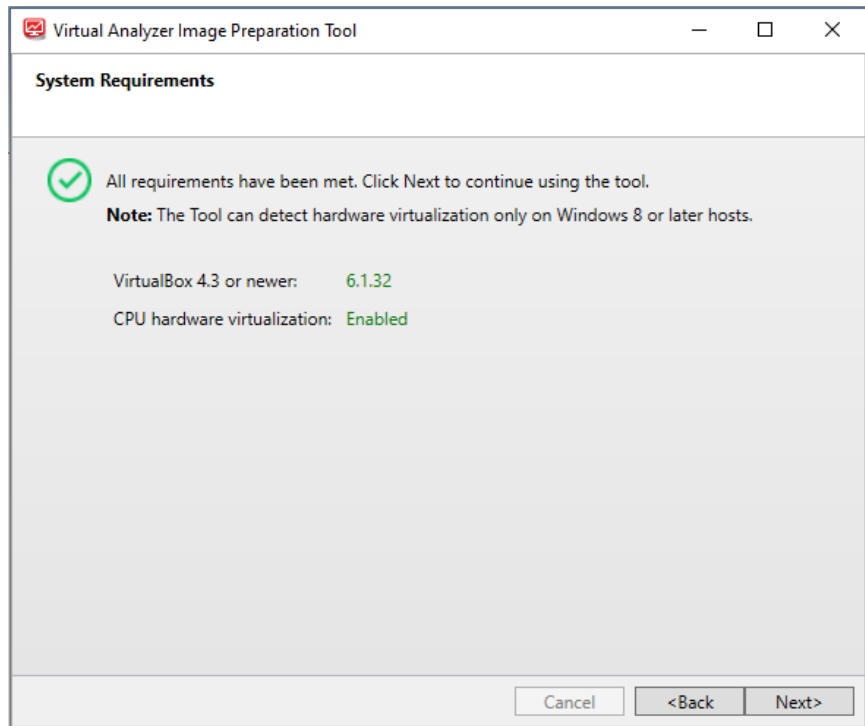 Virtual Analyzer Image Preparation Tool
System Requirements
All requirements have been met. Click Next to continue using the tool.
Note: The Tool can detect hardware virtualization only on Windows 8 or later hosts.
VirtualBox 4.3 or newer: 6.1.32
CPU hardware virtualization: Enabled
Cancel <Back Next>